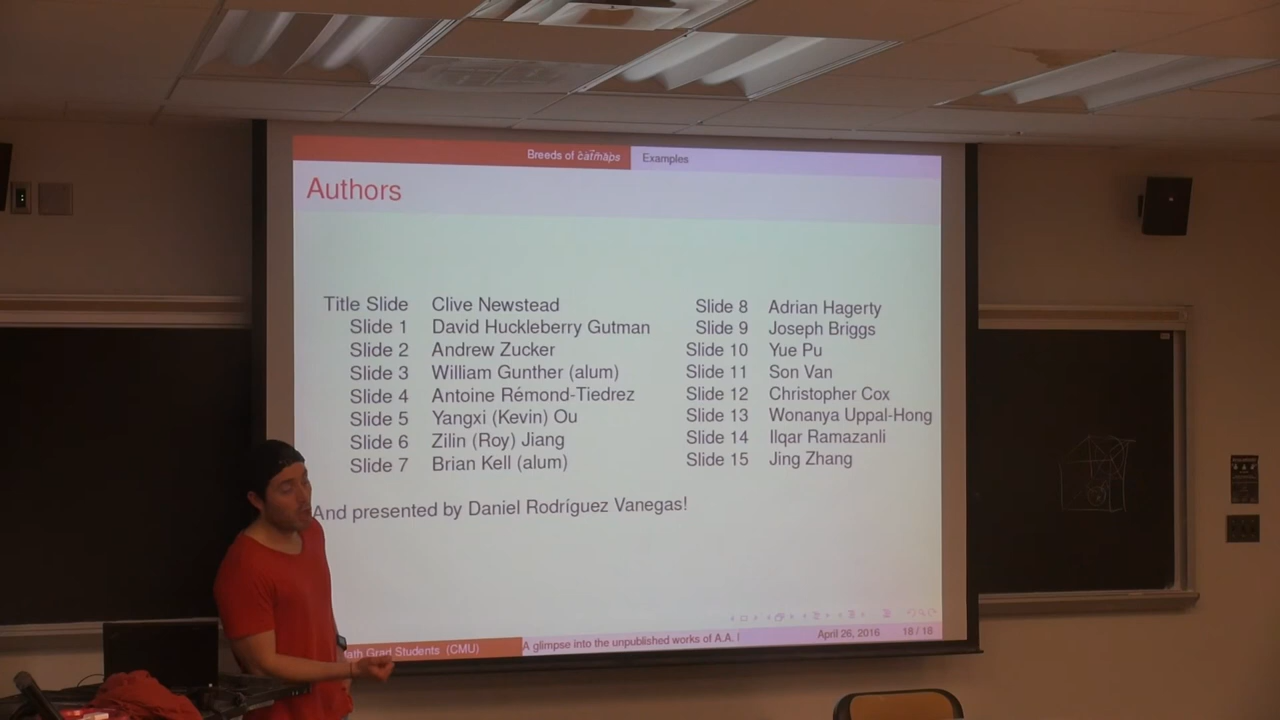 Breeds of c̄at̄m̄āps Examples
Authors
Title Slide Clive Newstead
Slide 1 David Huckleberry Gutman
Slide 2 Andrew Zucker
Slide 3 William Gunther (alum)
Slide 4 Antoine Rémond-Tiedrez
Slide 5 Yangxi (Kevin) Ou
Slide 6 Zilin (Roy) Jiang
Slide 7 Brian Kell (alum)
Slide 8 Adrian Hagerty
Slide 9 Joseph Briggs
Slide 10 Yue Pu
Slide 11 Son Van
Slide 12 Christopher Cox
Slide 13 Wonanya Uppal-Hong
Slide 14 Ilqar Ramazanli
Slide 15 Jing Zhang
And presented by Daniel Rodríguez Vanegas!
Grad Students (CMU) A glimpse into the unpublished works of A.A. April 26, 2016 18 / 18